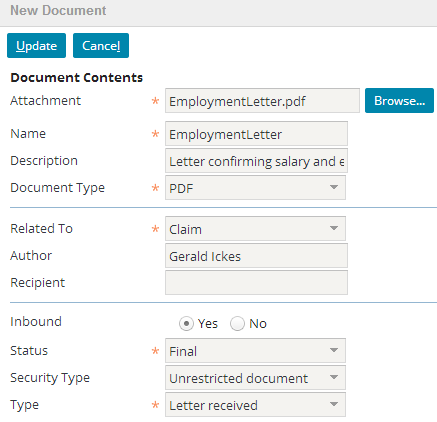 New Document
Update Cancel
Document Contents
Attachment * EmploymentLetter.pdf Browse...
Name * EmploymentLetter
Description Letter confirming salary and e
Document Type * PDF
Related To * Claim
Author Gerald Ickes
Recipient
Inbound Yes No
Status * Final
Security Type Unrestricted document
Type * Letter received